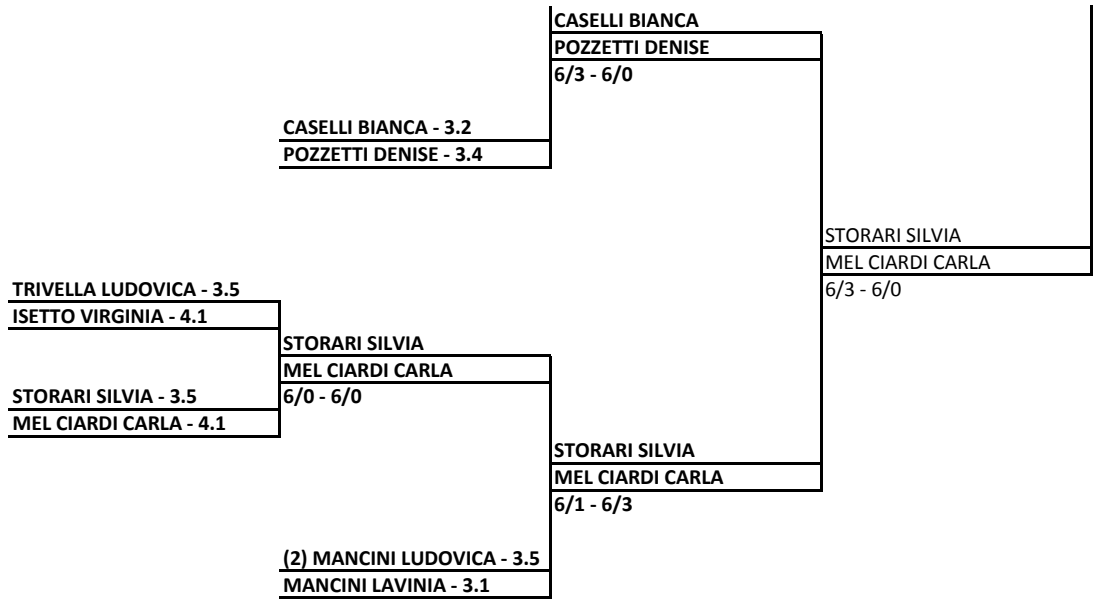 CASELLI BIANCA
POZZETTI DENISE
6/3 - 6/0
CASELLI BIANCA - 3.2
POZZETTI DENISE - 3.4
STORARI SILVIA
MEL CIARDI CARLA
6/3 - 6/0
TRIVELLA LUDOVICA - 3.5
ISETTO VIRGINIA - 4.1
STORARI SILVIA
MEL CIARDI CARLA
6/0 - 6/0
STORARI SILVIA - 3.5
MEL CIARDI CARLA - 4.1
STORARI SILVIA
MEL CIARDI CARLA
6/1 - 6/3
(2) MANCINI LUDOVICA - 3.5
MANCINI LAVINIA - 3.1